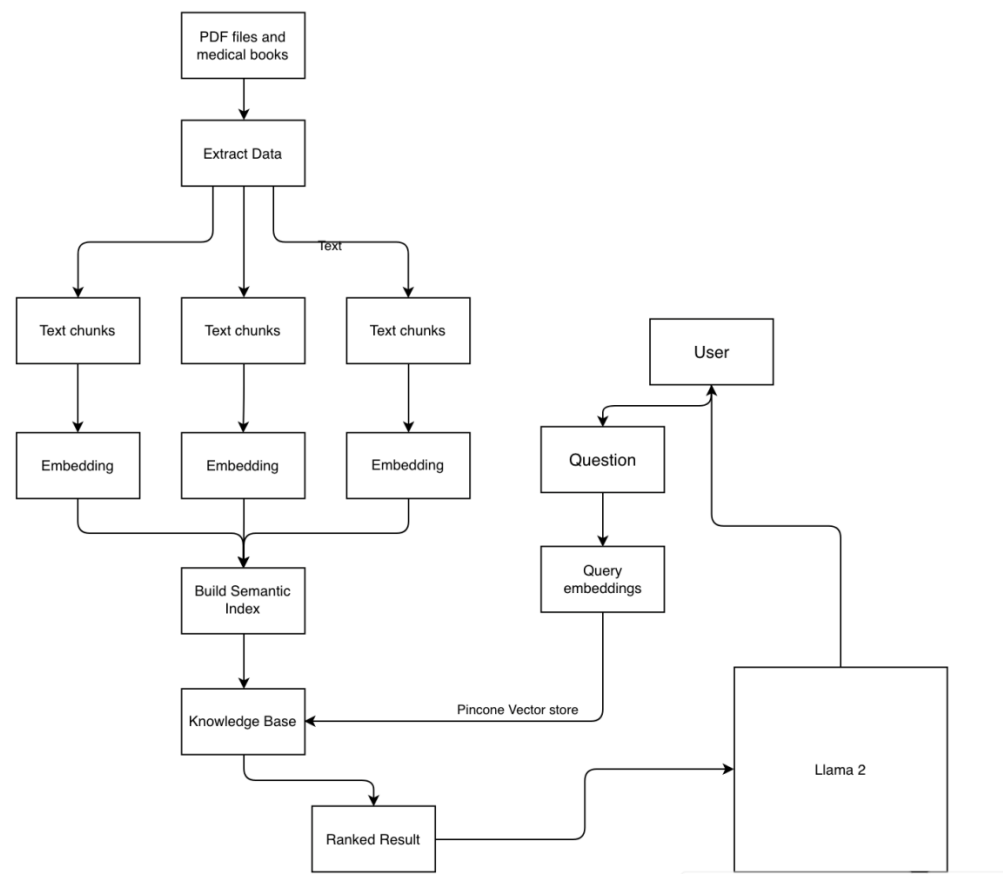 PDF files and
medical books
Extract Data
Text
Text chunks
Text chunks
Text chunks
User
Embedding
Embedding
Embedding
Question
Query
embeddings
Build Semantic
Index
Pincone Vector store
Knowledge Base
Llama 2
Ranked Result